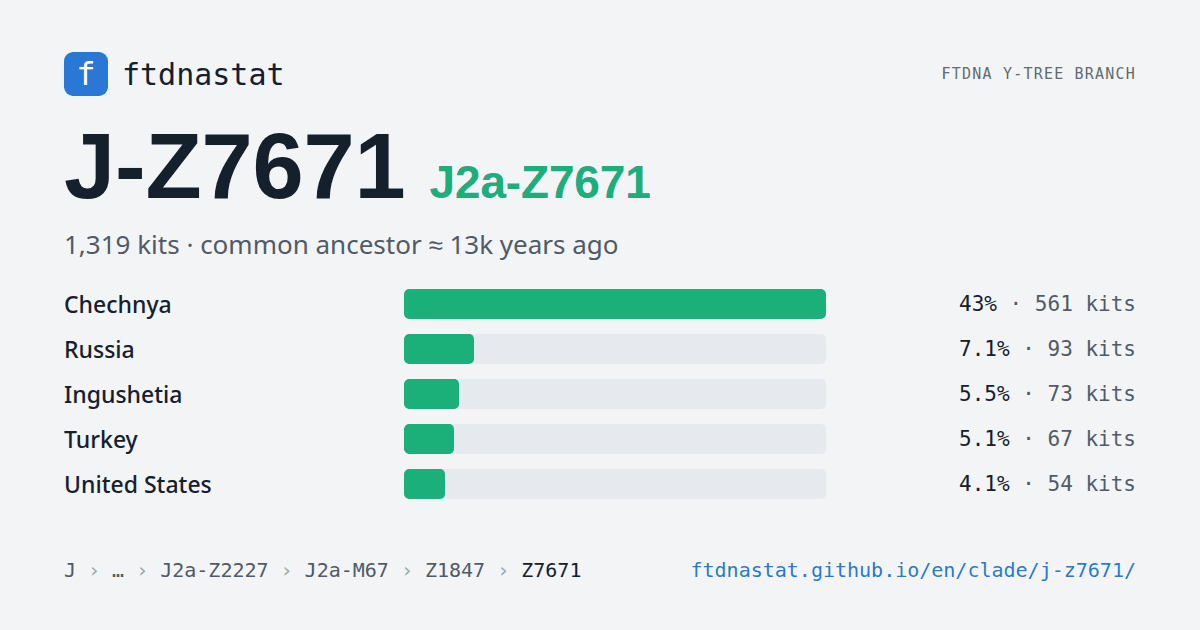 f ftdnastat
FTDNA Y-TREE BRANCH
J-Z7671 J2a-Z7671
1,319 kits · common ancestor ≈ 13k years ago
Chechnya 43% · 561 kits
Russia 7.1% · 93 kits
Ingushetia 5.5% · 73 kits
Turkey 5.1% · 67 kits
United States 4.1% · 54 kits
J › … › J2a-Z2227 › J2a-M67 › Z1847 › Z7671
ftdnastat.github.io/en/clade/j-z7671/